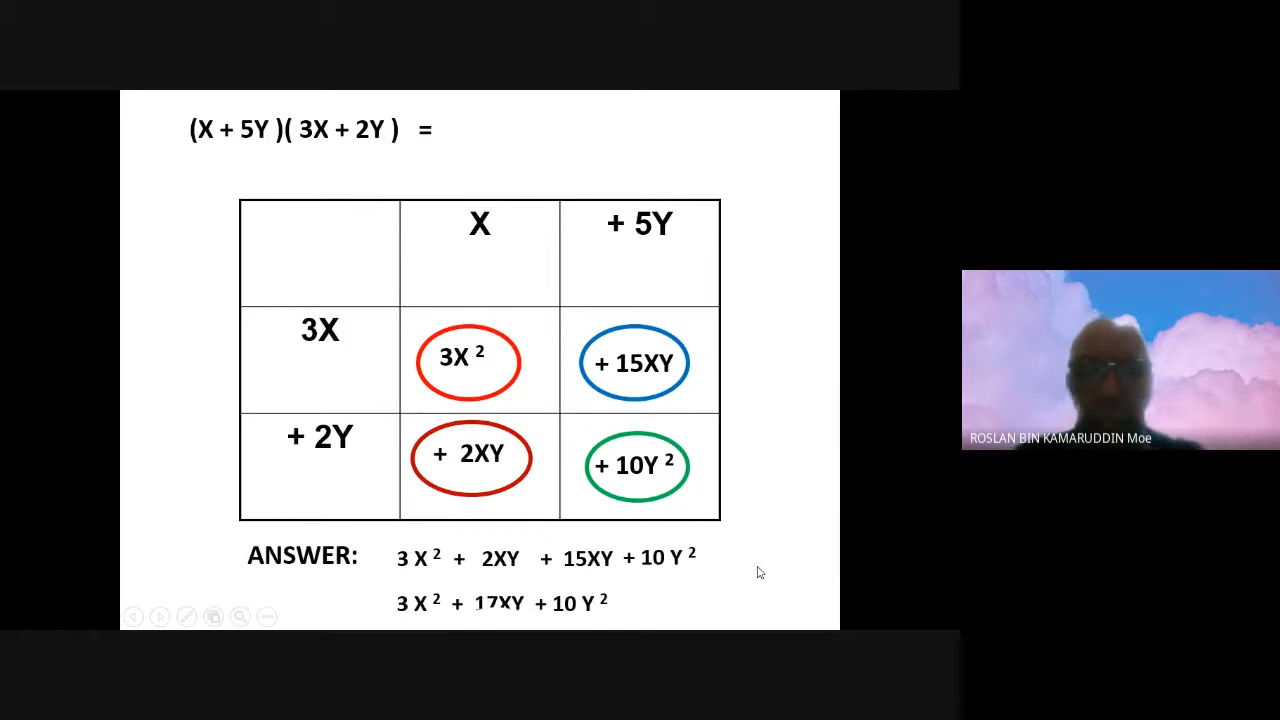 (X + 5Y )( 3X + 2Y ) =
X + 5Y
3X 3X ² + 15XY
+ 2Y + 2XY + 10Y ²
ANSWER: 3 X ² + 2XY + 15XY + 10 Y ²
3 X ² + 17XY + 10 Y ²
ROSLAN BIN KAMARUDDIN Moe